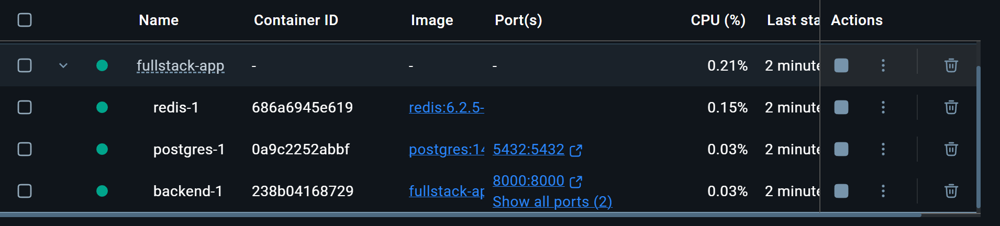 Name Container ID Image Port(s) CPU (%) Last sta Actions
fullstack-app - - - 0.21% 2 minute
redis-1 686a6945e619 redis:6.2.5- 0.15% 2 minute
postgres-1 0a9c2252abbf postgres:14 5432:5432 0.03% 2 minute
backend-1 238b04168729 fullstack-ap 8000:8000 0.03% 2 minute
Show all ports (2)